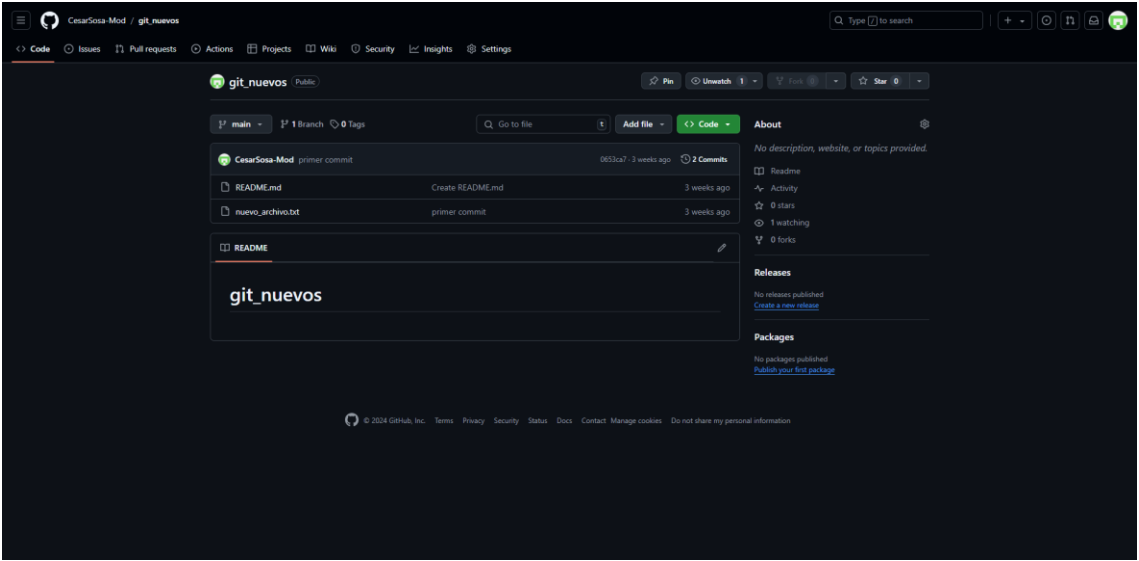 CesarSosa-Mod / git_nuevos
Type / to search
Code Issues Pull requests Actions Projects Wiki Security Insights Settings
git_nuevos Public
Pin Unwatch 1 Fork 0 Star 0
main 1 Branch 0 Tags Go to file t Add file Code
CesarSosa-Mod primer commit 0653ca7 · 3 weeks ago 2 Commits
README.md Create README.md 3 weeks ago
nuevo_archivo.txt primer commit 3 weeks ago
README
git_nuevos
About
No description, website, or topics provided.
Readme
Activity
0 stars
1 watching
0 forks
Releases
No releases published
Create a new release
Packages
No packages published
Publish your first package
© 2024 GitHub, Inc. Terms Privacy Security Status Docs Contact Manage cookies Do not share my personal information